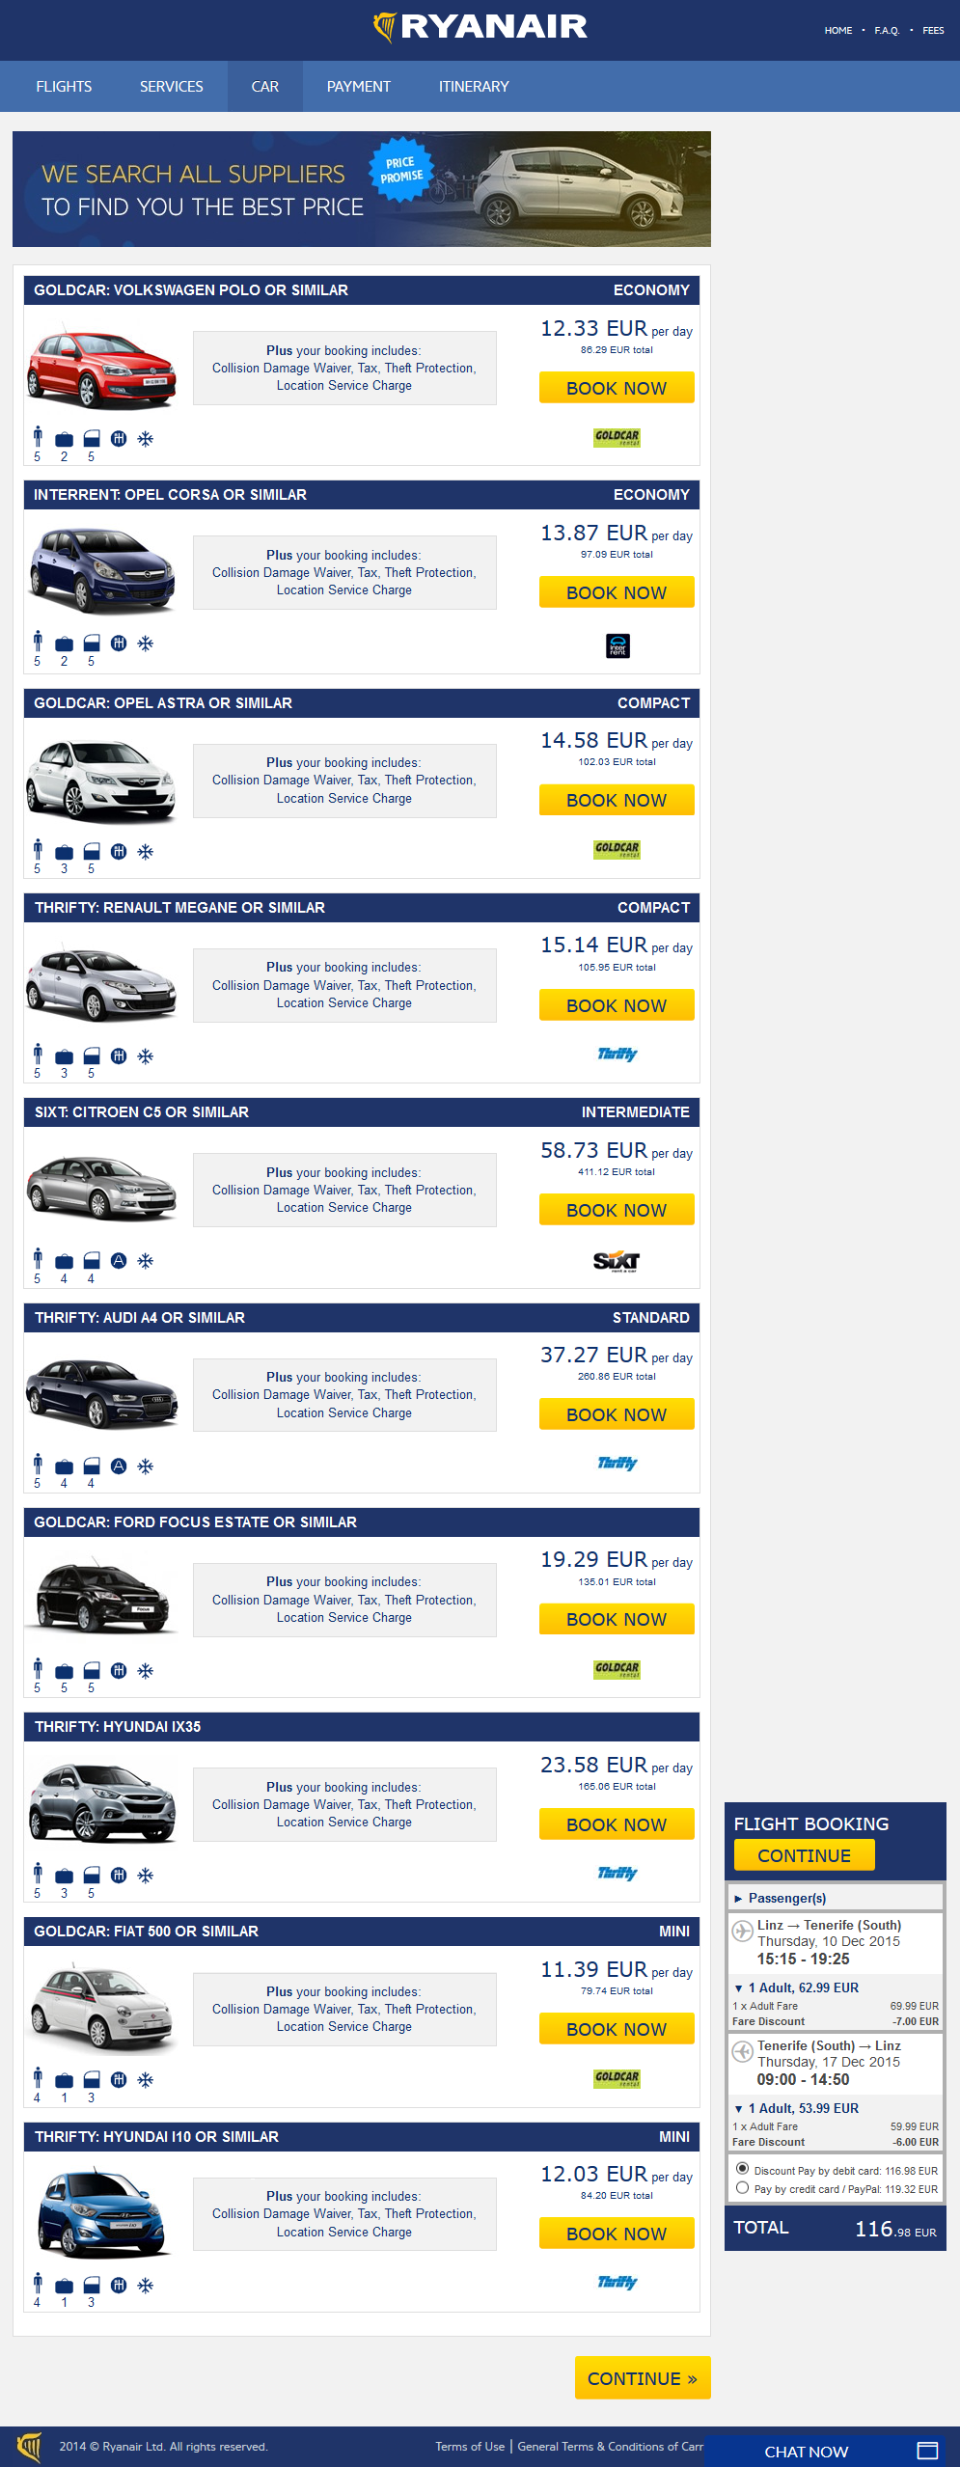 RYANAIR
HOME • F.A.Q. • FEES
FLIGHTS SERVICES CAR PAYMENT ITINERARY
WE SEARCH ALL SUPPLIERS
TO FIND YOU THE BEST PRICE
PRICE
PROMISE
GOLDCAR: VOLKSWAGEN POLO OR SIMILAR ECONOMY
12.33 EUR per day
86.29 EUR total
Plus your booking includes:
Collision Damage Waiver, Tax, Theft Protection,
Location Service Charge
BOOK NOW
GOLDCAR
rental
5 2 5
INTERRENT: OPEL CORSA OR SIMILAR ECONOMY
13.87 EUR per day
97.09 EUR total
Plus your booking includes:
Collision Damage Waiver, Tax, Theft Protection,
Location Service Charge
BOOK NOW
inter
rent
5 2 5
GOLDCAR: OPEL ASTRA OR SIMILAR COMPACT
14.58 EUR per day
102.03 EUR total
Plus your booking includes:
Collision Damage Waiver, Tax, Theft Protection,
Location Service Charge
BOOK NOW
GOLDCAR
rental
5 3 5
THRIFTY: RENAULT MEGANE OR SIMILAR COMPACT
15.14 EUR per day
105.95 EUR total
Plus your booking includes:
Collision Damage Waiver, Tax, Theft Protection,
Location Service Charge
BOOK NOW
Thrifty
5 3 5
SIXT: CITROEN C5 OR SIMILAR INTERMEDIATE
58.73 EUR per day
411.12 EUR total
Plus your booking includes:
Collision Damage Waiver, Tax, Theft Protection,
Location Service Charge
BOOK NOW
A
SIXT
rent a car
5 4 4
THRIFTY: AUDI A4 OR SIMILAR STANDARD
37.27 EUR per day
260.86 EUR total
Plus your booking includes:
Collision Damage Waiver, Tax, Theft Protection,
Location Service Charge
BOOK NOW
A
Thrifty
5 4 4
GOLDCAR: FORD FOCUS ESTATE OR SIMILAR
19.29 EUR per day
135.01 EUR total
Plus your booking includes:
Collision Damage Waiver, Tax, Theft Protection,
Location Service Charge
BOOK NOW
Focus
GOLDCAR
rental
5 5 5
THRIFTY: HYUNDAI IX35
23.58 EUR per day
165.06 EUR total
Plus your booking includes:
Collision Damage Waiver, Tax, Theft Protection,
Location Service Charge
BOOK NOW
Thrifty
5 3 5
GOLDCAR: FIAT 500 OR SIMILAR MINI
11.39 EUR per day
79.74 EUR total
Plus your booking includes:
Collision Damage Waiver, Tax, Theft Protection,
Location Service Charge
BOOK NOW
GOLDCAR
rental
4 1 3
THRIFTY: HYUNDAI I10 OR SIMILAR MINI
12.03 EUR per day
84.20 EUR total
Plus your booking includes:
Collision Damage Waiver, Tax, Theft Protection,
Location Service Charge
BOOK NOW
Thrifty
4 1 3
FLIGHT BOOKING
CONTINUE
► Passenger(s)
Linz → Tenerife (South)
Thursday, 10 Dec 2015
15:15 - 19:25
▼ 1 Adult, 62.99 EUR
1 x Adult Fare 69.99 EUR
Fare Discount -7.00 EUR
Tenerife (South) → Linz
Thursday, 17 Dec 2015
09:00 - 14:50
▼ 1 Adult, 53.99 EUR
1 x Adult Fare 59.99 EUR
Fare Discount -6.00 EUR
Discount Pay by debit card: 116.98 EUR
Pay by credit card / PayPal: 119.32 EUR
TOTAL 116.98 EUR
CONTINUE »
2014 © Ryanair Ltd. All rights reserved.
Terms of Use | General Terms & Conditions of Carr
CHAT NOW